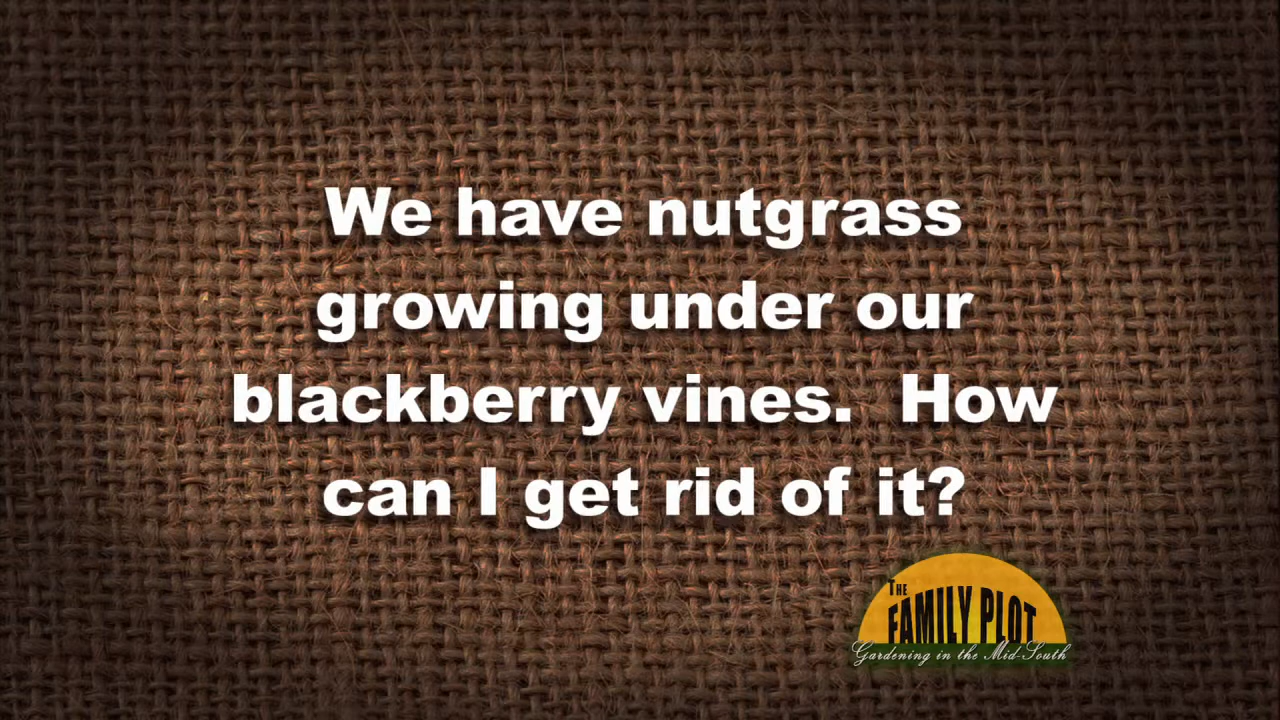 We have nutgrass
growing under our
blackberry vines.  How
can I get rid of it?
THE
FAMILY PLOT
Gardening in the Mid-South